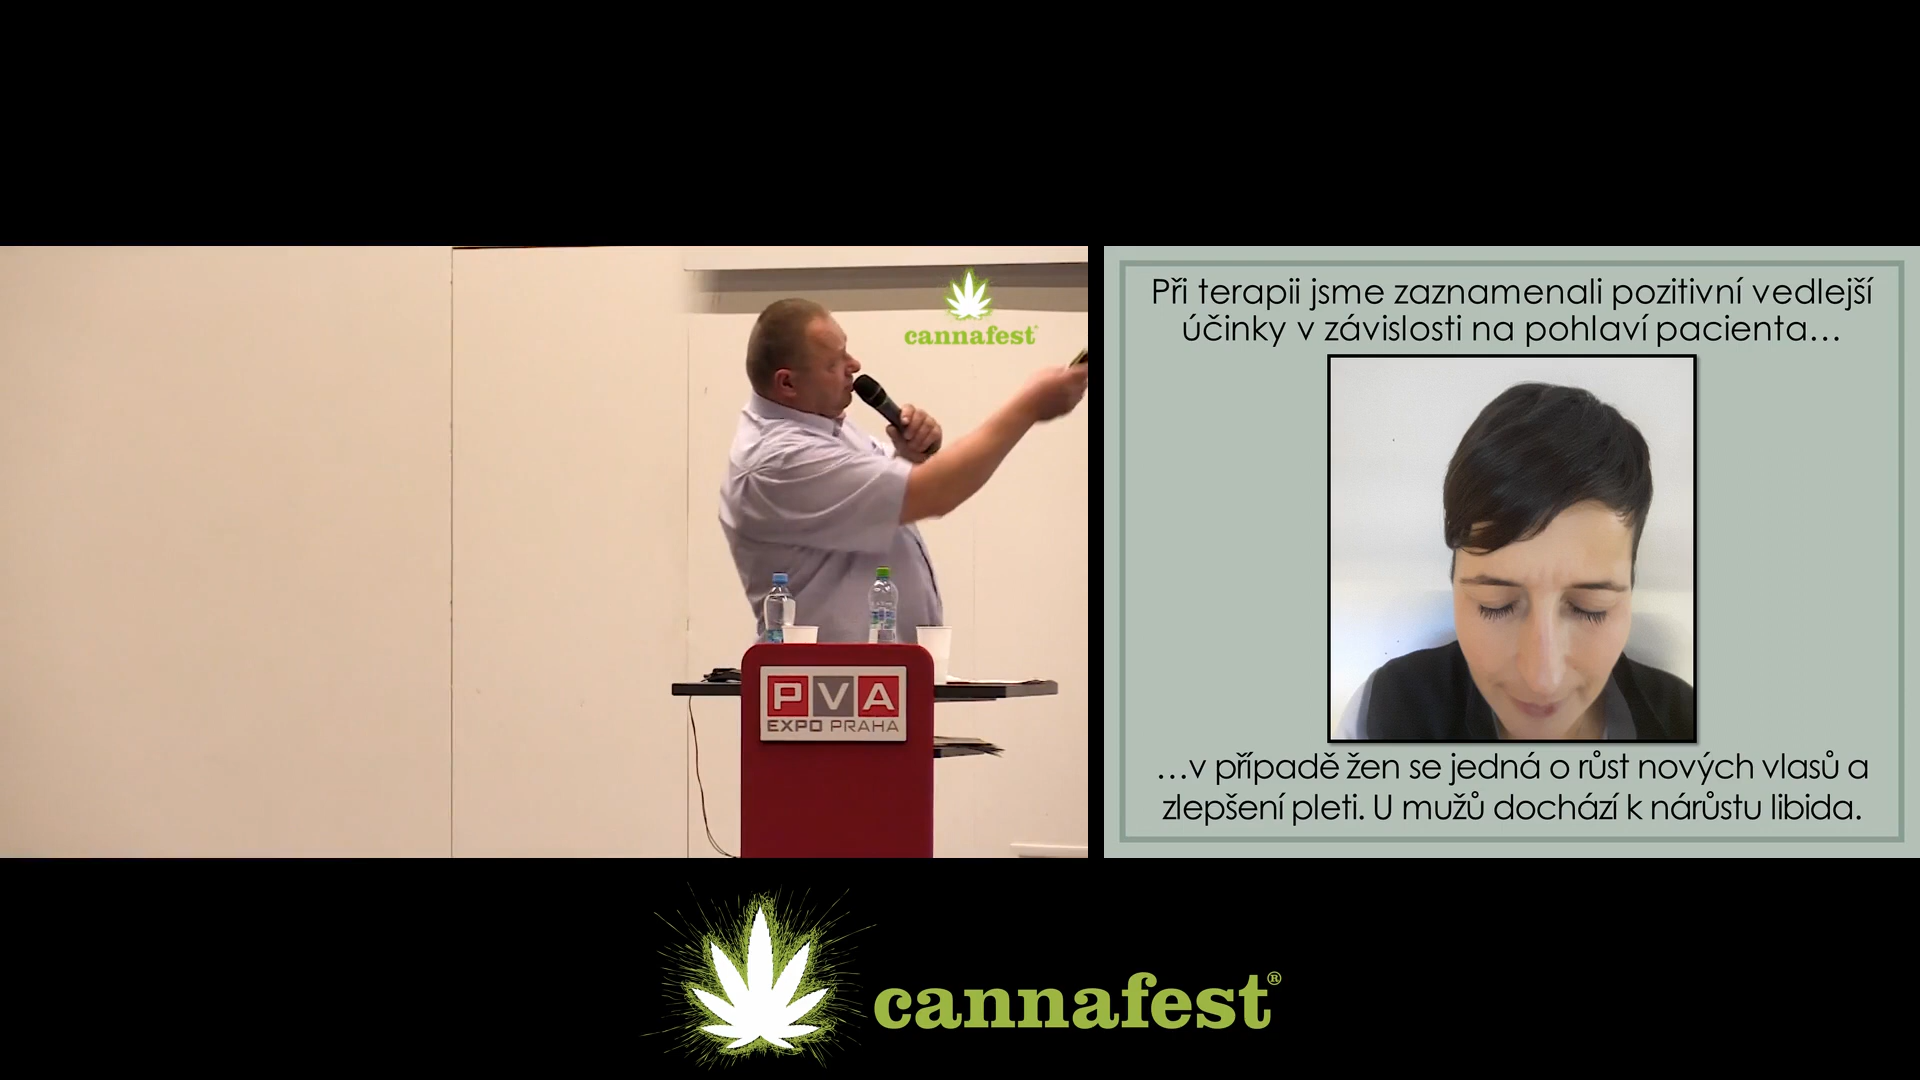 cannafest
PVA
EXPO PRAHA
Při terapii jsme zaznamenali pozitivní vedlejší
účinky v závislosti na pohlaví pacienta…
…v případě žen se jedná o růst nových vlasů a
zlepšení pleti. U mužů dochází k nárůstu libida.
cannafest®